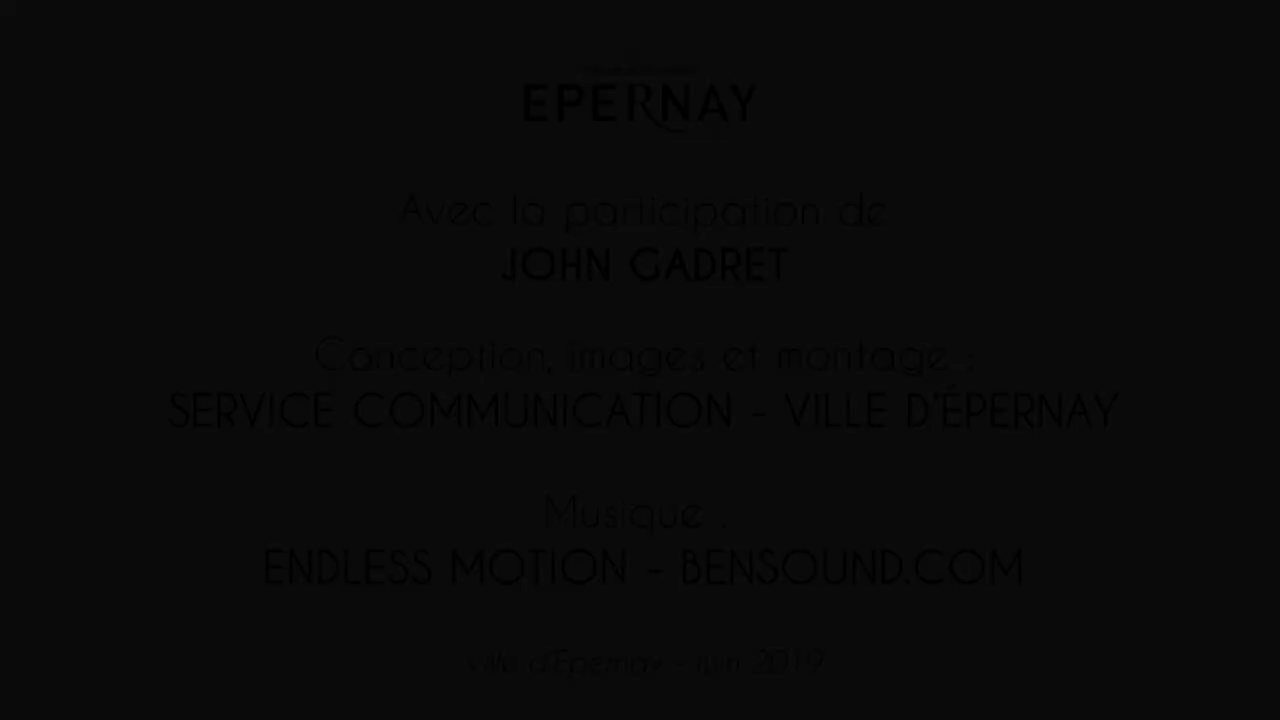 EPERNAY
Avec la participation de
JOHN GADRET
Conception, images et montage :
SERVICE COMMUNICATION - VILLE D'ÉPERNAY
Musique :
ENDLESS MOTION - BENSOUND.COM
Ville d'Epernay - Juin 2019